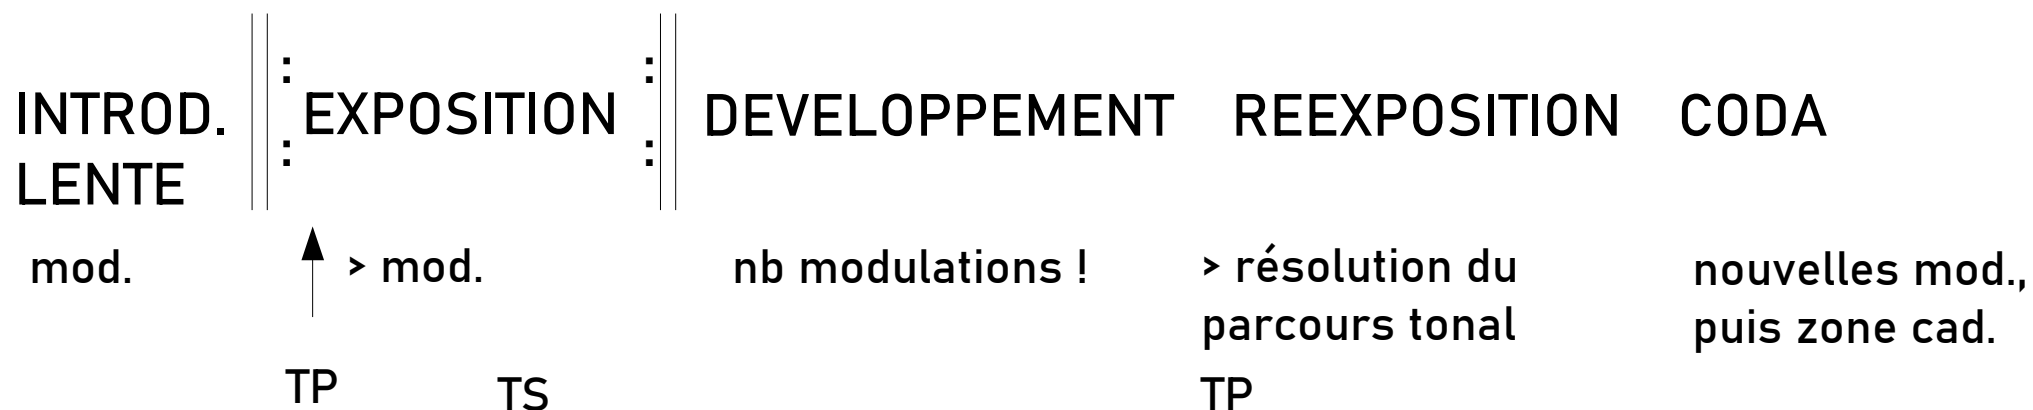 INTROD.
LENTE
: EXPOSITION :
: :
DEVELOPPEMENT
REEXPOSITION
CODA
mod.
> mod.
nb modulations !
> résolution du
parcours tonal
nouvelles mod.,
puis zone cad.
TP
TS
TP